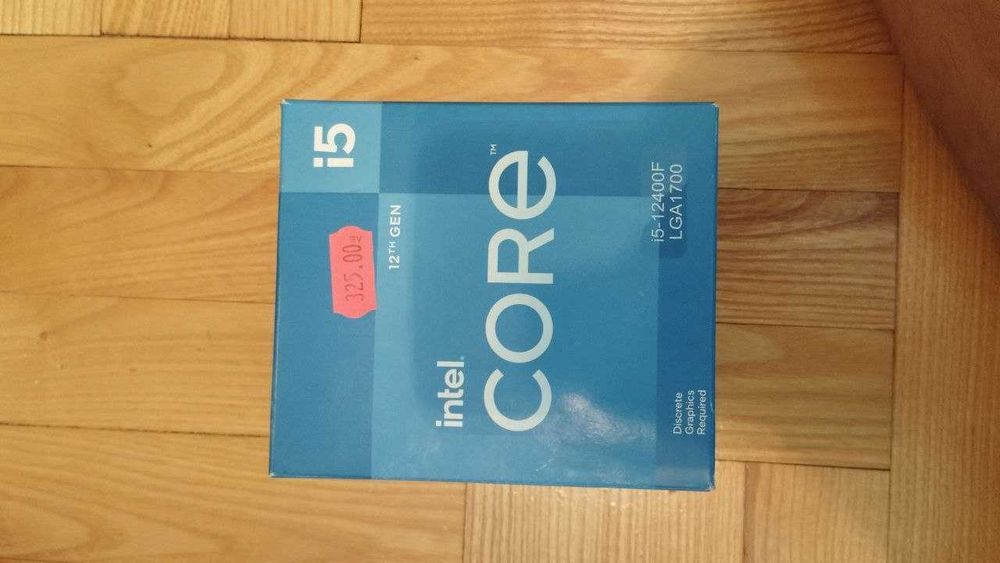 i5
325.00
12TH GEN
intel.
CORE™
i5-12400F
LGA1700
Discrete
Graphics
Required